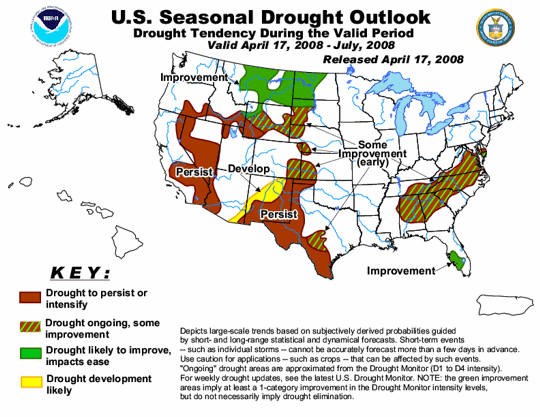 U.S. Seasonal Drought Outlook
Drought Tendency During the Valid Period
Valid April 17, 2008 - July, 2008
Released April 17, 2008
Improvement
Some
Improvement
(early)
Persist
Develop
Persist
Improvement
KEY:
Drought to persist or
intensify
Drought ongoing, some
improvement
Drought likely to improve,
impacts ease
Drought development
likely
Depicts large-scale trends based on subjectively derived probabilities guided
by short- and long-range statistical and dynamical forecasts. Short-term events
-- such as individual storms -- cannot be accurately forecast more than a few days in advance.
Use caution for applications -- such as crops -- that can be affected by such events.
"Ongoing" drought areas are approximated from the Drought Monitor (D1 to D4 intensity).
For weekly drought updates, see the latest U.S. Drought Monitor. NOTE: the green improvement
areas imply at least a 1-category improvement in the Drought Monitor intensity levels,
but do not necessarily imply drought elimination.